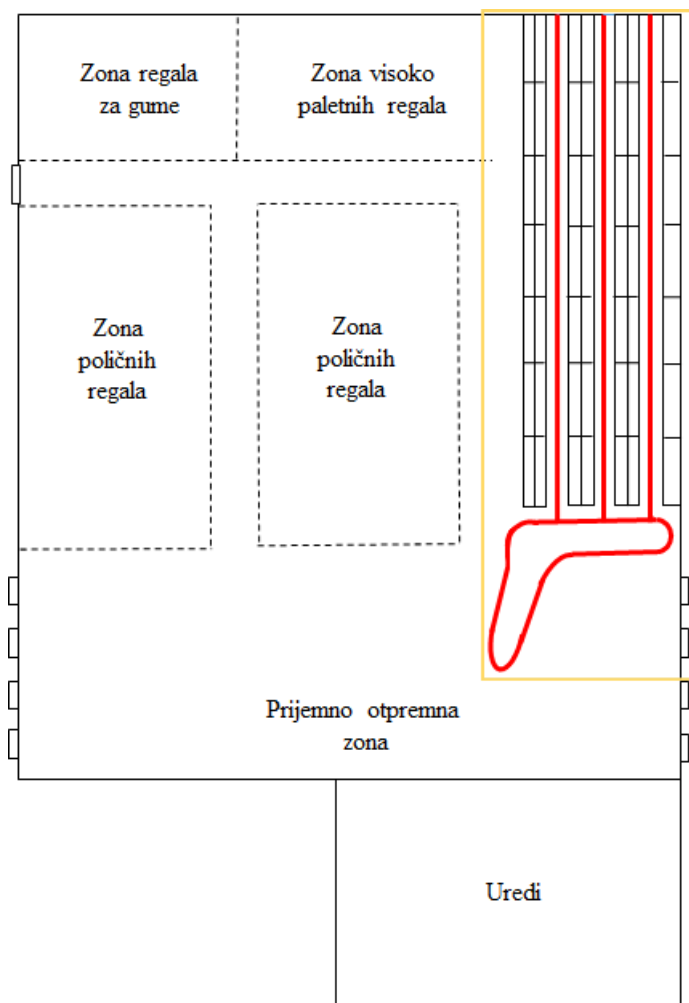 Zona regala
za gume
Zona visoko
paletnih regala
Zona
poličnih
regala
Zona
poličnih
regala
Prijemno otpremna
zona
Uredi